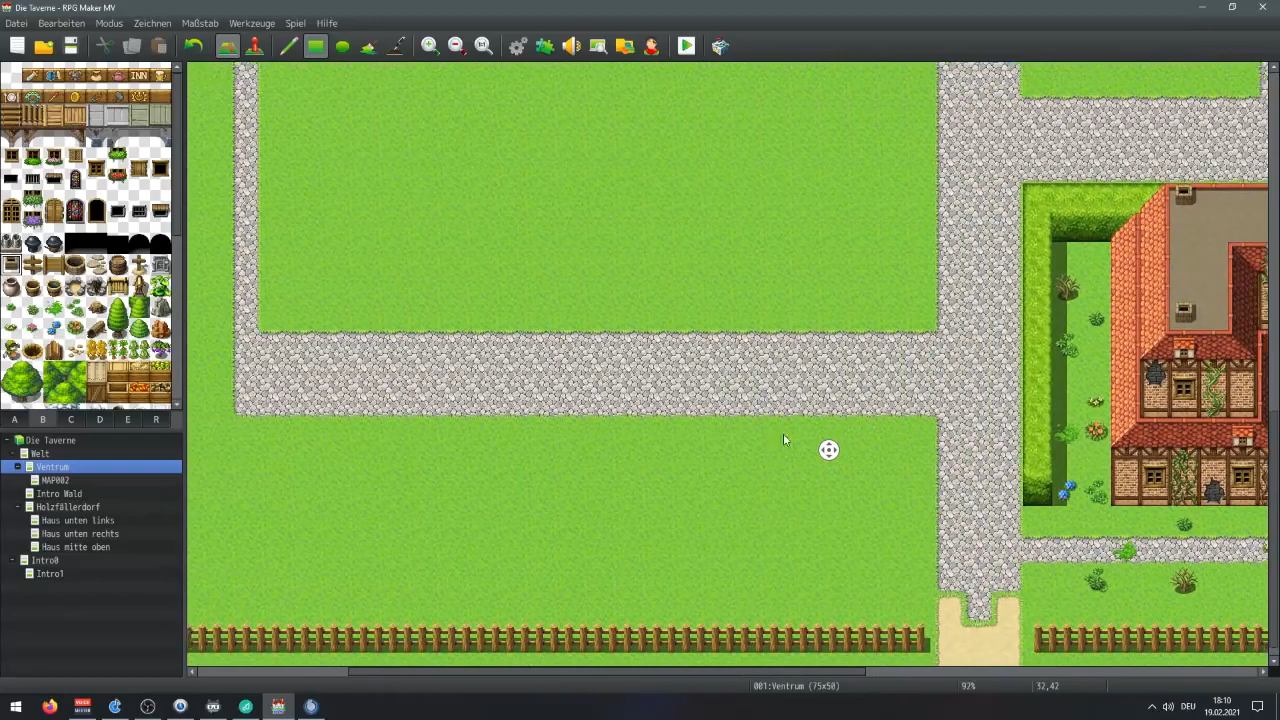 Die Taverne - RPG Maker MV
Datei Bearbeiten Modus Zeichnen Maßstab Werkzeuge Spiel Hilfe
INN
A B C D E R
Die Taverne
Welt
Ventrum
MAP002
Intro Wald
Holzfällerdorf
Haus unten links
Haus unten rechts
Haus mitte oben
Intro0
Intro1
001:Ventrum (75x50) 92% 32,42
DEU
18:10
19.02.2021